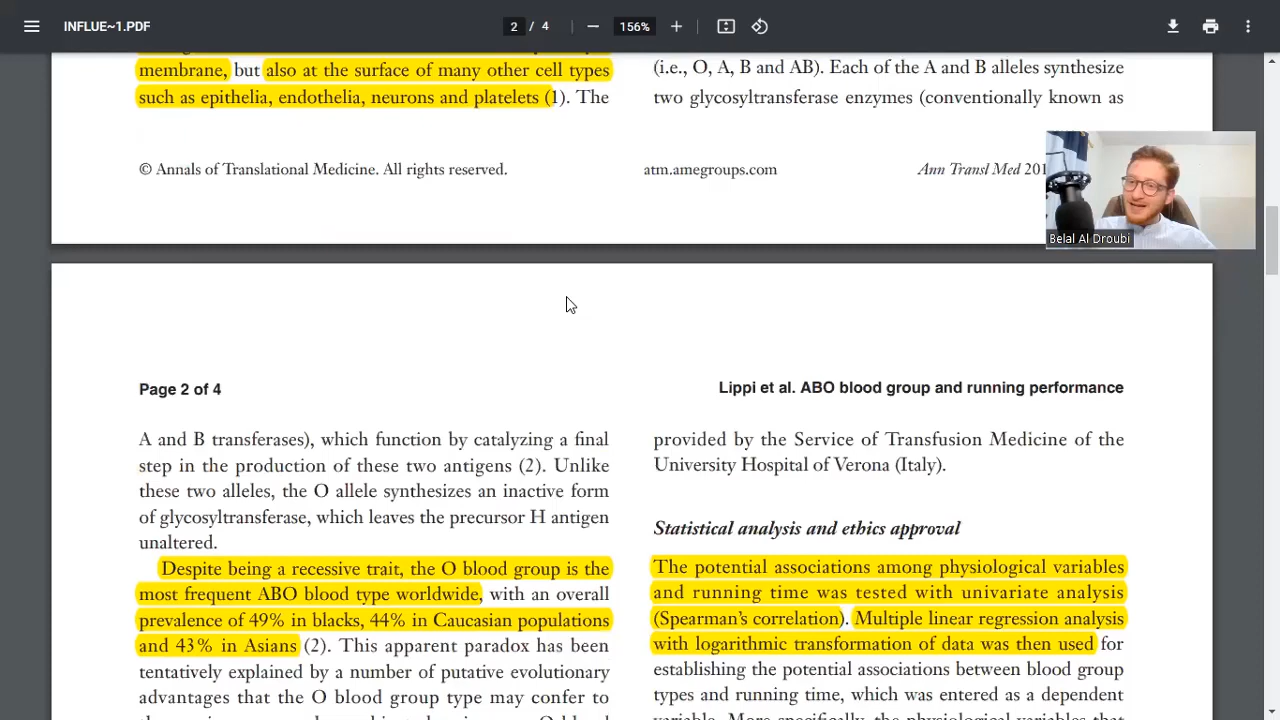 INFLUE~1.PDF
2 / 4
156%
membrane, but also at the surface of many other cell types
such as epithelia, endothelia, neurons and platelets (1). The
(i.e., O, A, B and AB). Each of the A and B alleles synthesize
two glycosyltransferase enzymes (conventionally known as
© Annals of Translational Medicine. All rights reserved.
atm.amegroups.com
Ann Transl Med 201
Belal Al Droubi
Page 2 of 4
Lippi et al. ABO blood group and running performance
A and B transferases), which function by catalyzing a final
step in the production of these two antigens (2). Unlike
these two alleles, the O allele synthesizes an inactive form
of glycosyltransferase, which leaves the precursor H antigen
unaltered.
Despite being a recessive trait, the O blood group is the
most frequent ABO blood type worldwide, with an overall
prevalence of 49% in blacks, 44% in Caucasian populations
and 43% in Asians (2). This apparent paradox has been
tentatively explained by a number of putative evolutionary
advantages that the O blood group type may confer to
provided by the Service of Transfusion Medicine of the
University Hospital of Verona (Italy).
Statistical analysis and ethics approval
The potential associations among physiological variables
and running time was tested with univariate analysis
(Spearman's correlation). Multiple linear regression analysis
with logarithmic transformation of data was then used for
establishing the potential associations between blood group
types and running time, which was entered as a dependent
variable. More specifically, the physiological variables that